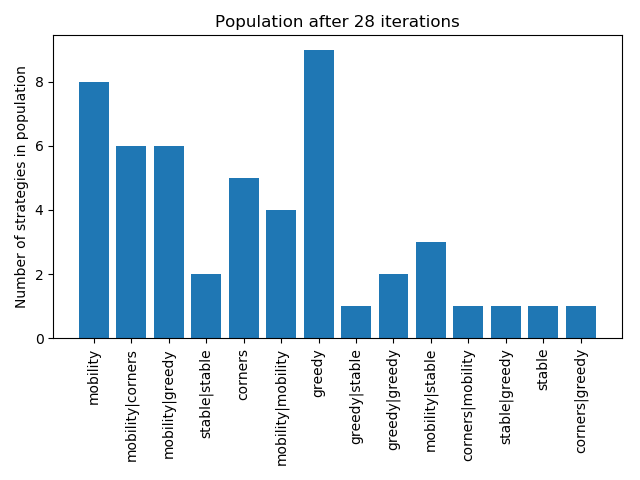 Population after 28 iterations
Number of strategies in population
8
6
4
2
0
mobility
mobility|corners
mobility|greedy
stable|stable
corners
mobility|mobility
greedy
greedy|stable
greedy|greedy
mobility|stable
corners|mobility
stable|greedy
stable
corners|greedy